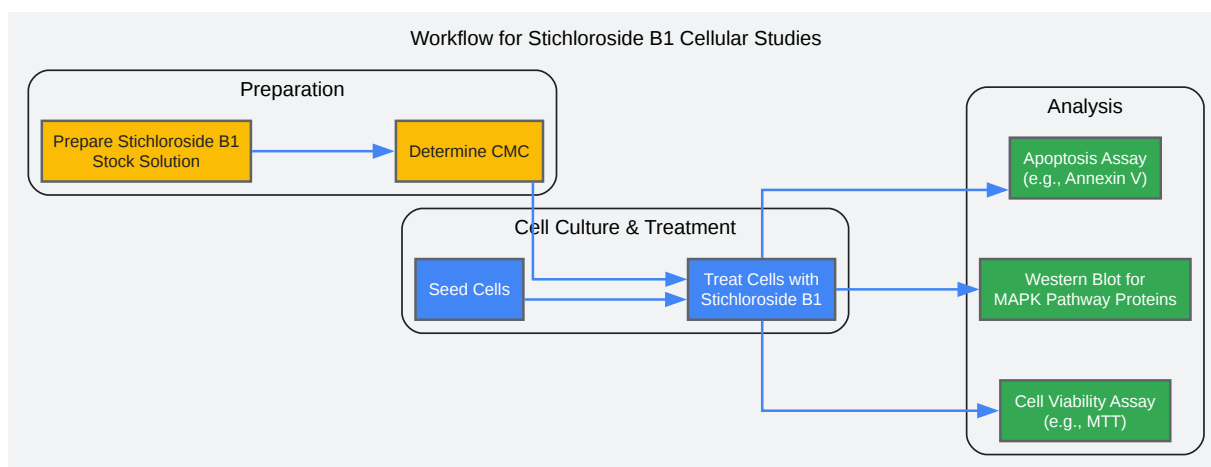 Workflow for Stichloroside B1 Cellular Studies
Preparation
Prepare Stichloroside B1
Stock Solution
Determine CMC
Cell Culture & Treatment
Seed Cells
Treat Cells with
Stichloroside B1
Analysis
Apoptosis Assay
(e.g., Annexin V)
Western Blot for
MAPK Pathway Proteins
Cell Viability Assay
(e.g., MTT)